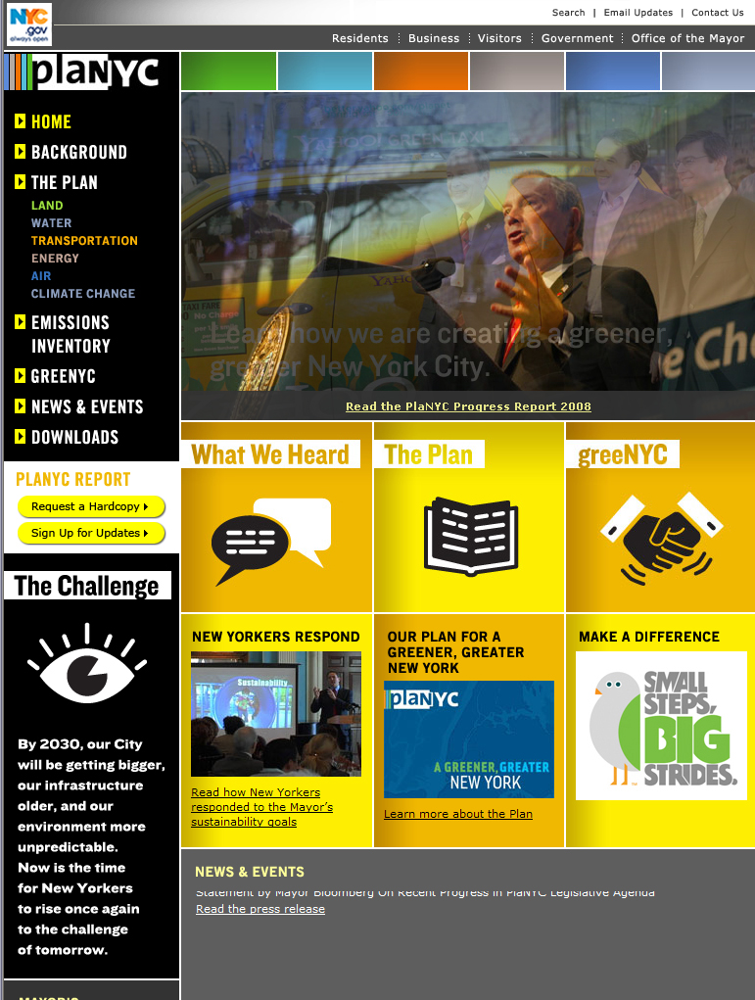 NYC
.gov
always open
Search | Email Updates | Contact Us
Residents Business Visitors Government Office of the Mayor
plaNYC
HOME
BACKGROUND
THE PLAN
LAND
WATER
TRANSPORTATION
ENERGY
AIR
CLIMATE CHANGE
EMISSIONS
INVENTORY
GREENYC
NEWS & EVENTS
DOWNLOADS
PLANYC REPORT
Request a Hardcopy
Sign Up for Updates
The Challenge
By 2030, our City
will be getting bigger,
our infrastructure
older, and our
environment more
unpredictable.
Now is the time
for New Yorkers
to rise once again
to the challenge
of tomorrow.
YAHOO!
TAXI FARE
No Charge
Learn how we are creating a greener,
greater New York City.
Read the PlaNYC Progress Report 2008
What We Heard
The Plan
greeNYC
NEW YORKERS RESPOND
Sustainability
Read how New Yorkers
responded to the Mayor's
sustainability goals
OUR PLAN FOR A
GREENER, GREATER
NEW YORK
plaNYC
A GREENER, GREATER
NEW YORK
Learn more about the Plan
MAKE A DIFFERENCE
SMALL
STEPS,
BIG
STRIDES.
NEWS & EVENTS
Statement by Mayor Bloomberg On Recent Progress in PlaNYC Legislative Agenda
Read the press release
MAYOR'S